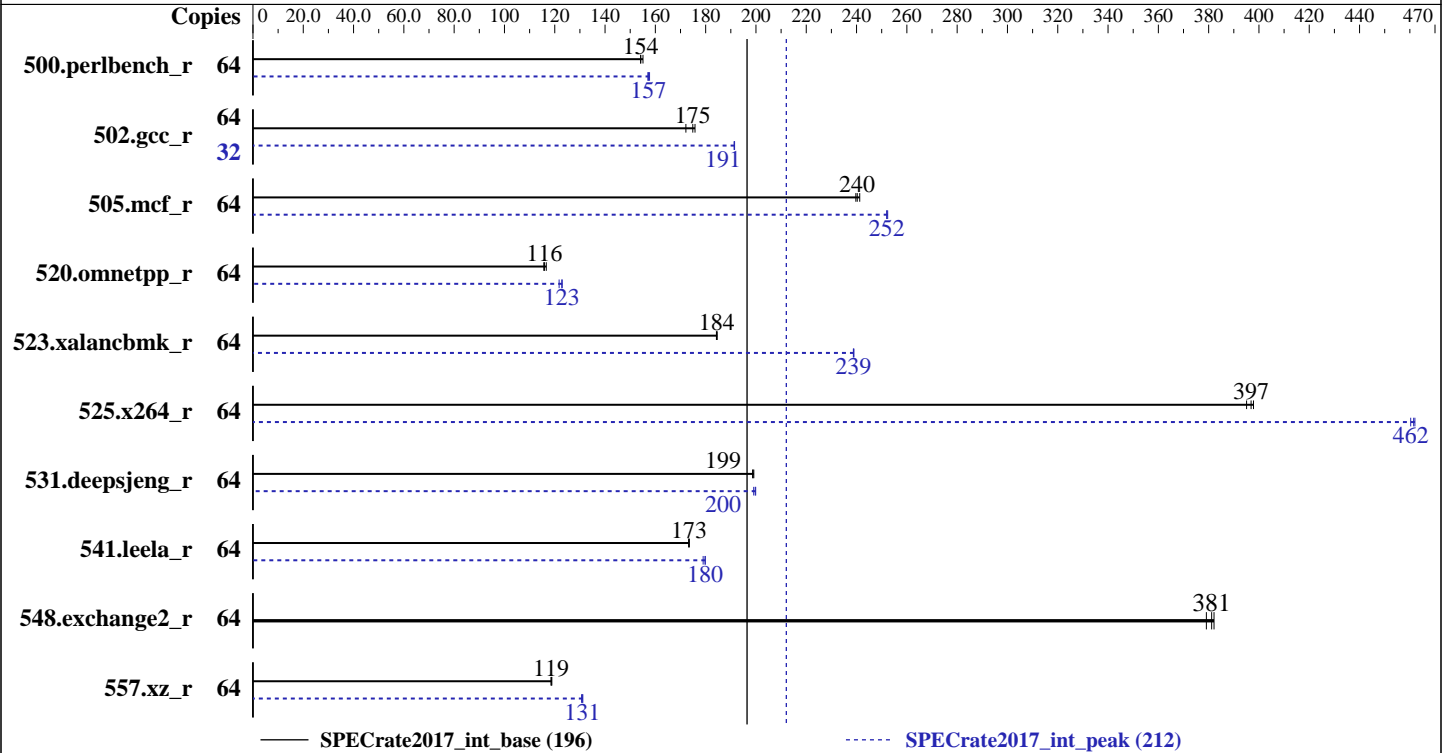 Copies 0 20.0 40.0 60.0 80.0 100 120 140 160 180 200 220 240 260 280 300 320 340 360 380 400 420 440 470
154
500.perlbench_r 64
157
64 175
502.gcc_r
32 191
240
505.mcf_r 64
252
116
520.omnetpp_r 64
123
184
523.xalancbmk_r 64
239
397
525.x264_r 64
462
199
531.deepsjeng_r 64
200
173
541.leela_r 64
180
381
548.exchange2_r 64
119
557.xz_r 64
131
SPECrate2017_int_base (196) SPECrate2017_int_peak (212)